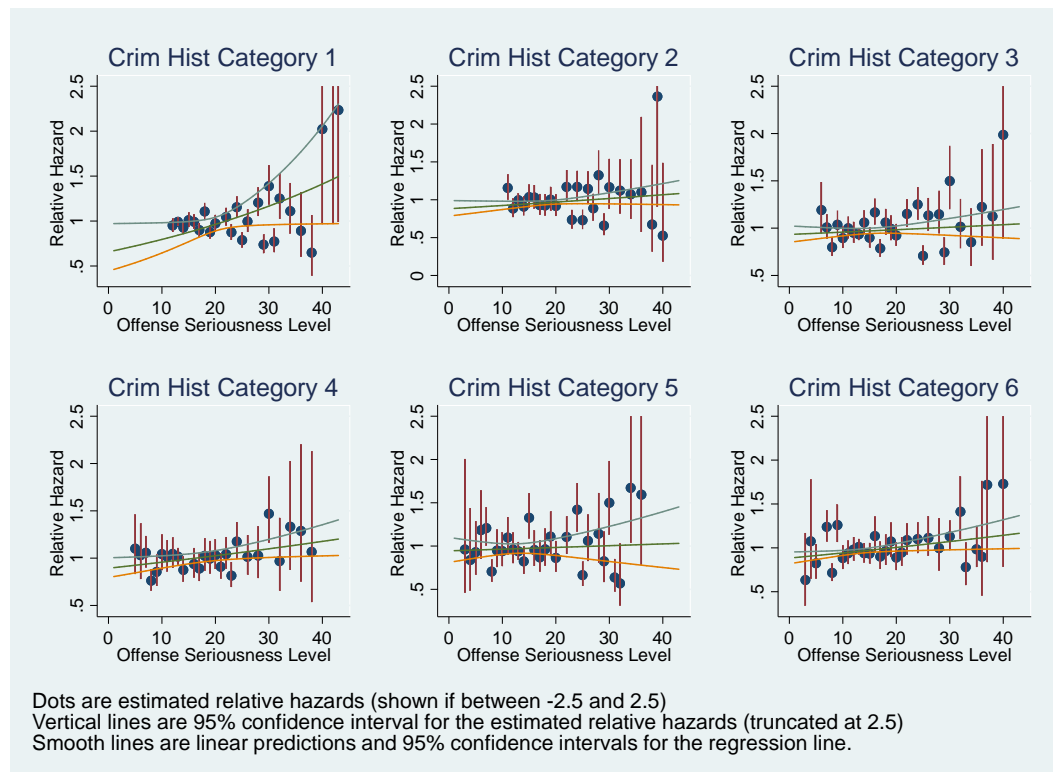 Crim Hist Category 1
Crim Hist Category 2
Crim Hist Category 3
Relative Hazard
.5
1
1.5
2
2.5
0
10
20
30
40
Offense Seriousness Level
Relative Hazard
0
.5
1
1.5
2
2.5
0
10
20
30
40
Offense Seriousness Level
Relative Hazard
.5
1
1.5
2
2.5
0
10
20
30
40
Offense Seriousness Level
Crim Hist Category 4
Crim Hist Category 5
Crim Hist Category 6
Relative Hazard
.5
1
1.5
2
2.5
0
10
20
30
40
Offense Seriousness Level
Relative Hazard
.5
1
1.5
2
2.5
0
10
20
30
40
Offense Seriousness Level
Relative Hazard
.5
1
1.5
2
2.5
0
10
20
30
40
Offense Seriousness Level
Dots are estimated relative hazards (shown if between -2.5 and 2.5)
Vertical lines are 95% confidence interval for the estimated relative hazards (truncated at 2.5)
Smooth lines are linear predictions and 95% confidence intervals for the regression line.